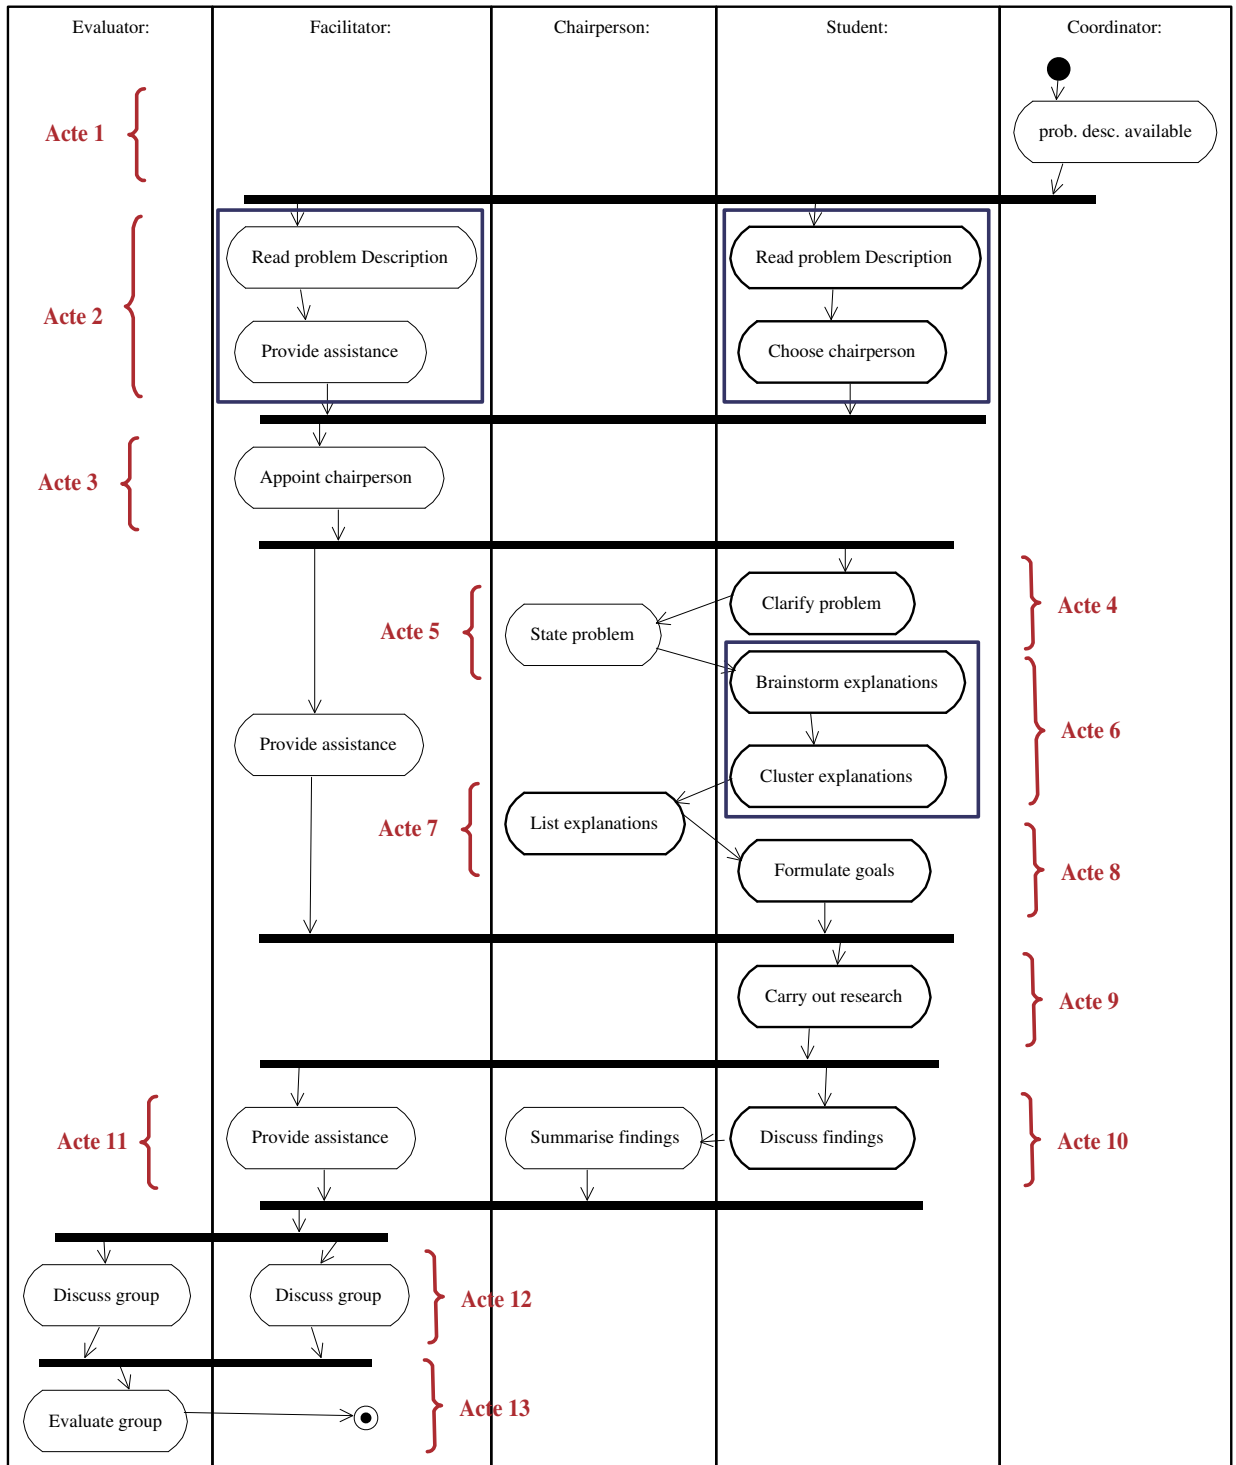 Evaluator:
Facilitator:
Chairperson:
Student:
Coordinator:
Acte 1
prob. desc. available
Acte 2
Read problem Description
Read problem Description
Provide assistance
Choose chairperson
Acte 3
Appoint chairperson
Clarify problem
Acte 4
Acte 5
State problem
Brainstorm explanations
Acte 6
Provide assistance
Cluster explanations
Acte 7
List explanations
Formulate goals
Acte 8
Carry out research
Acte 9
Acte 11
Provide assistance
Summarise findings
Discuss findings
Acte 10
Discuss group
Discuss group
Acte 12
Evaluate group
Acte 13